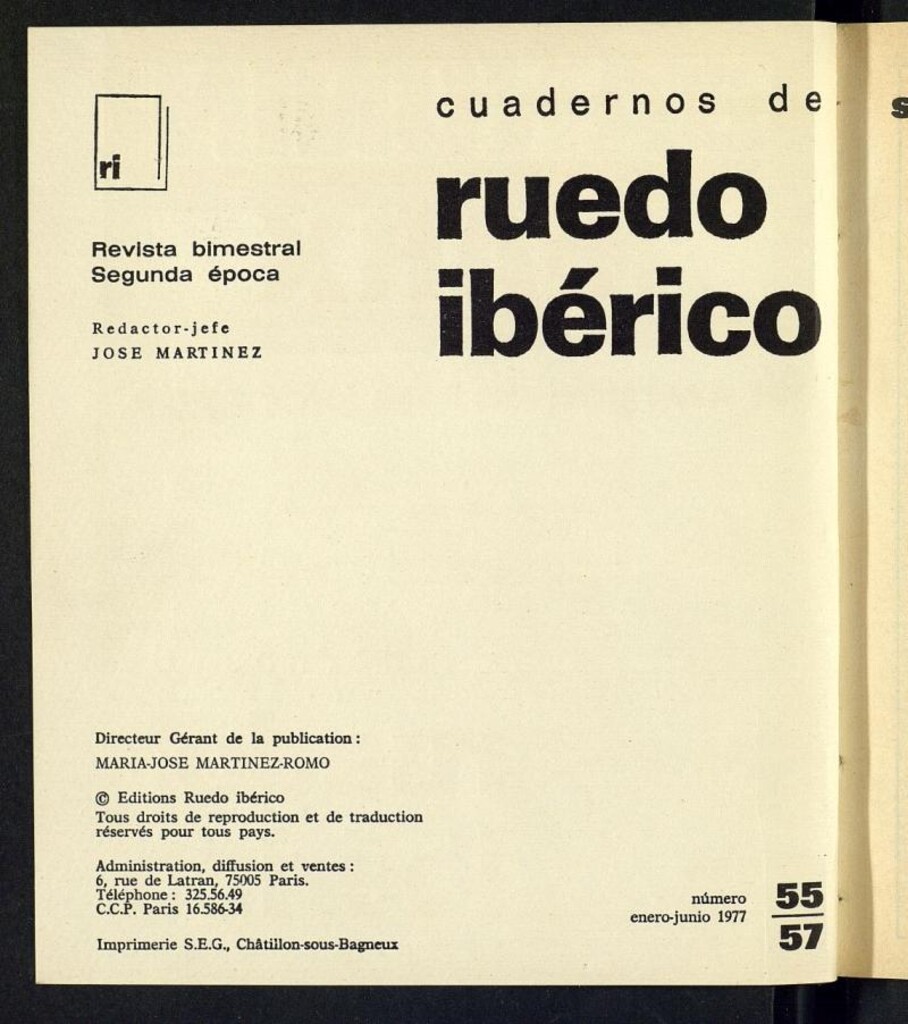 ri
Revista bimestral
Segunda época
Redactor-jefe
JOSE MARTINEZ
cuadernos de
ruedo
ibérico
Directeur Gérant de la publication :
MARIA-JOSE MARTINEZ-ROMO
© Editions Ruedo ibérico
Tous droits de reproduction et de traduction
réservés pour tous pays.
Administration, diffusion et ventes :
6, rue de Latran, 75005 Paris.
Téléphone : 325.56.49
C.C.P. Paris 16.586-34
Imprimerie S.E.G., Châtillon-sous-Bagneux
número
enero-junio 1977
55
57